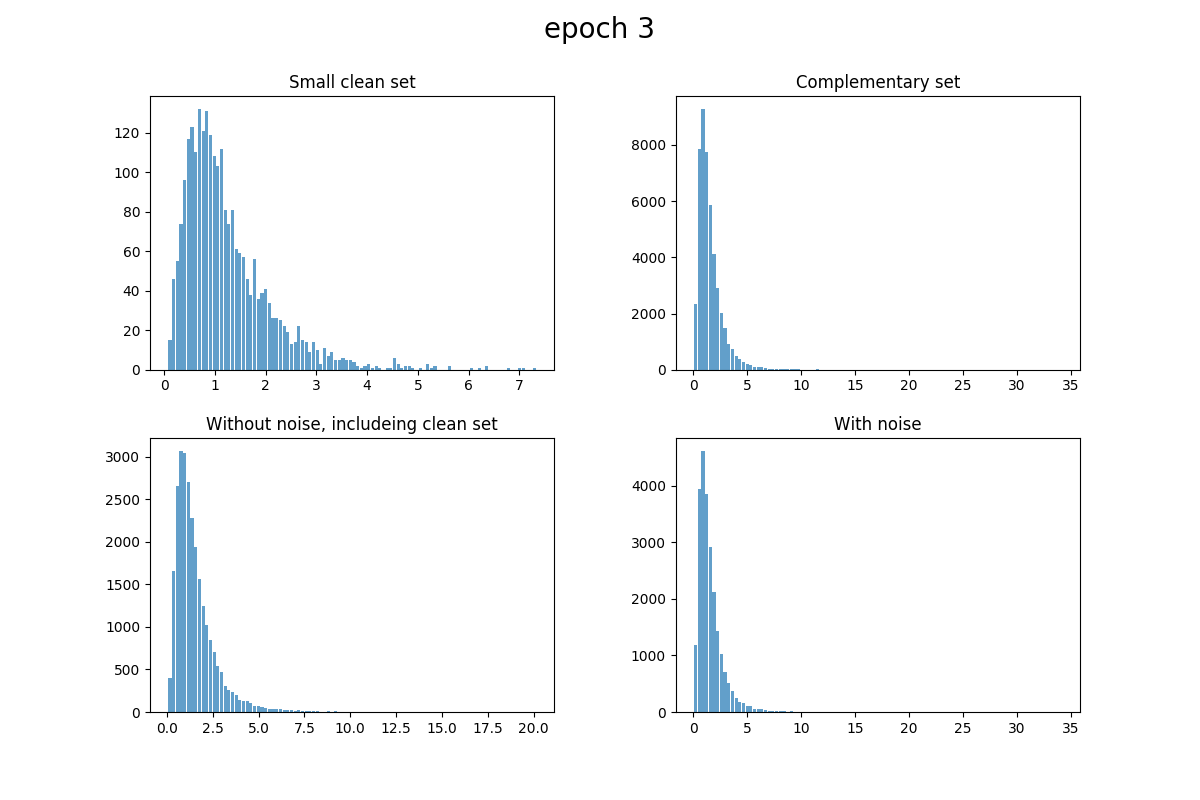 epoch 3
Small clean set
120
100
80
60
40
20
0
0 1 2 3 4 5 6 7
Complementary set
8000
6000
4000
2000
0
0 5 10 15 20 25 30 35
Without noise, includeing clean set
3000
2500
2000
1500
1000
500
0
0.0 2.5 5.0 7.5 10.0 12.5 15.0 17.5 20.0
With noise
4000
3000
2000
1000
0
0 5 10 15 20 25 30 35